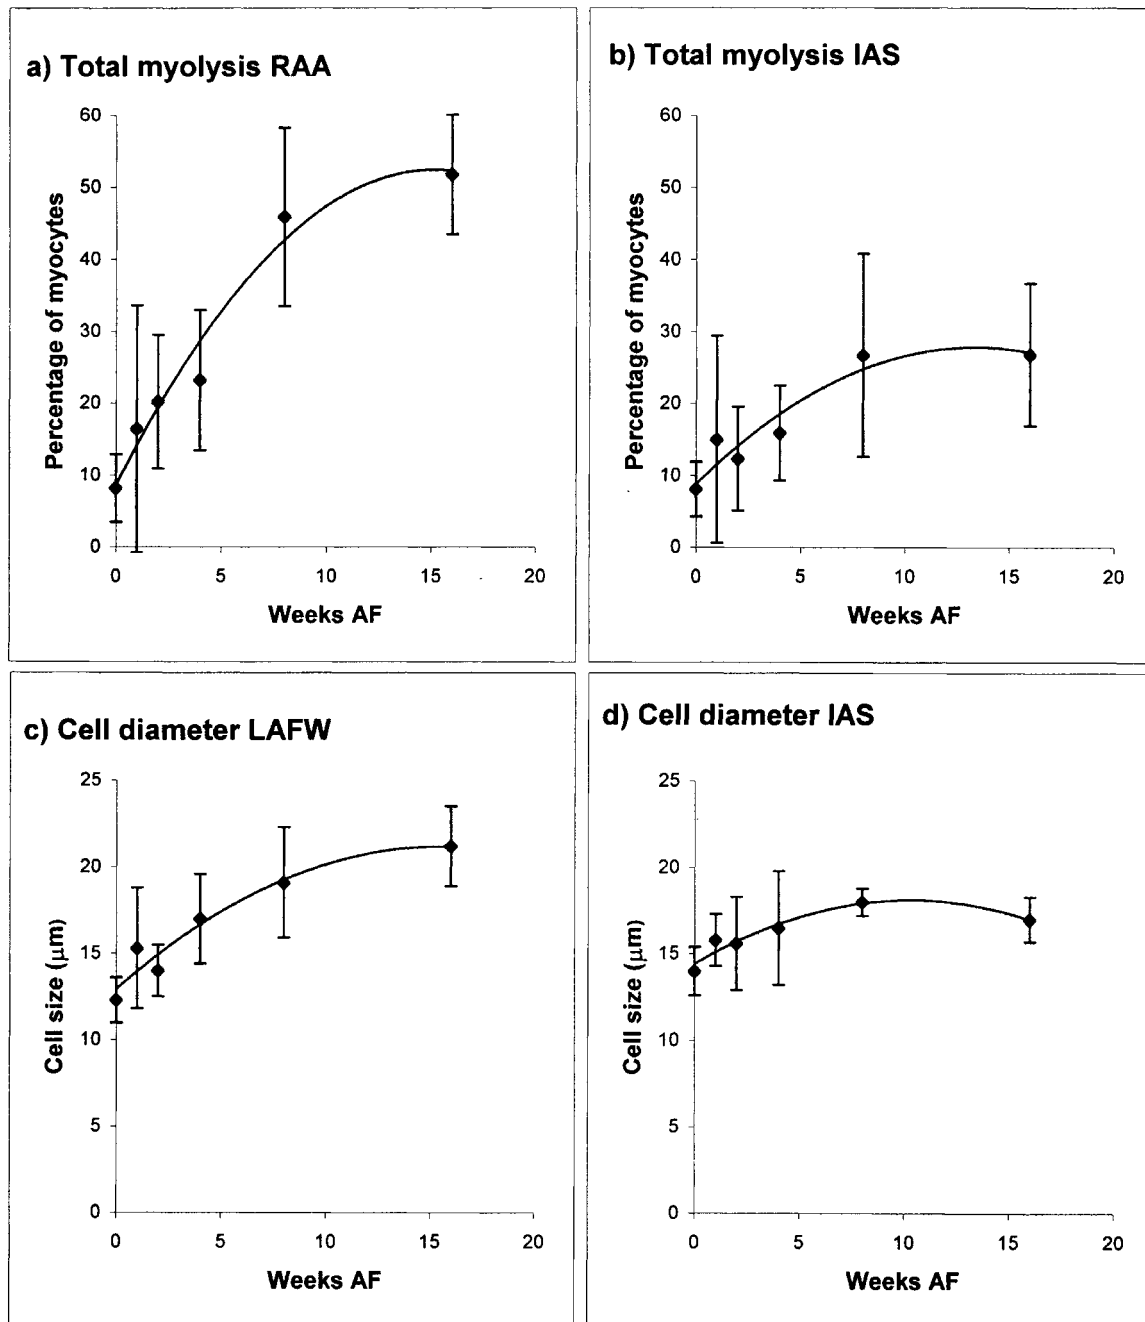 a) Total myolysis RAA
60
50
40
30
20
10
0
Percentage of myocytes
0 5 10 15 20
Weeks AF
b) Total myolysis IAS
60
50
40
30
20
10
0
Percentage of myocytes
0 5 10 15 20
Weeks AF
c) Cell diameter LAFW
25
20
15
10
5
0
Cell size (μm)
0 5 10 15 20
Weeks AF
d) Cell diameter IAS
25
20
15
10
5
0
Cell size (μm)
0 5 10 15 20
Weeks AF